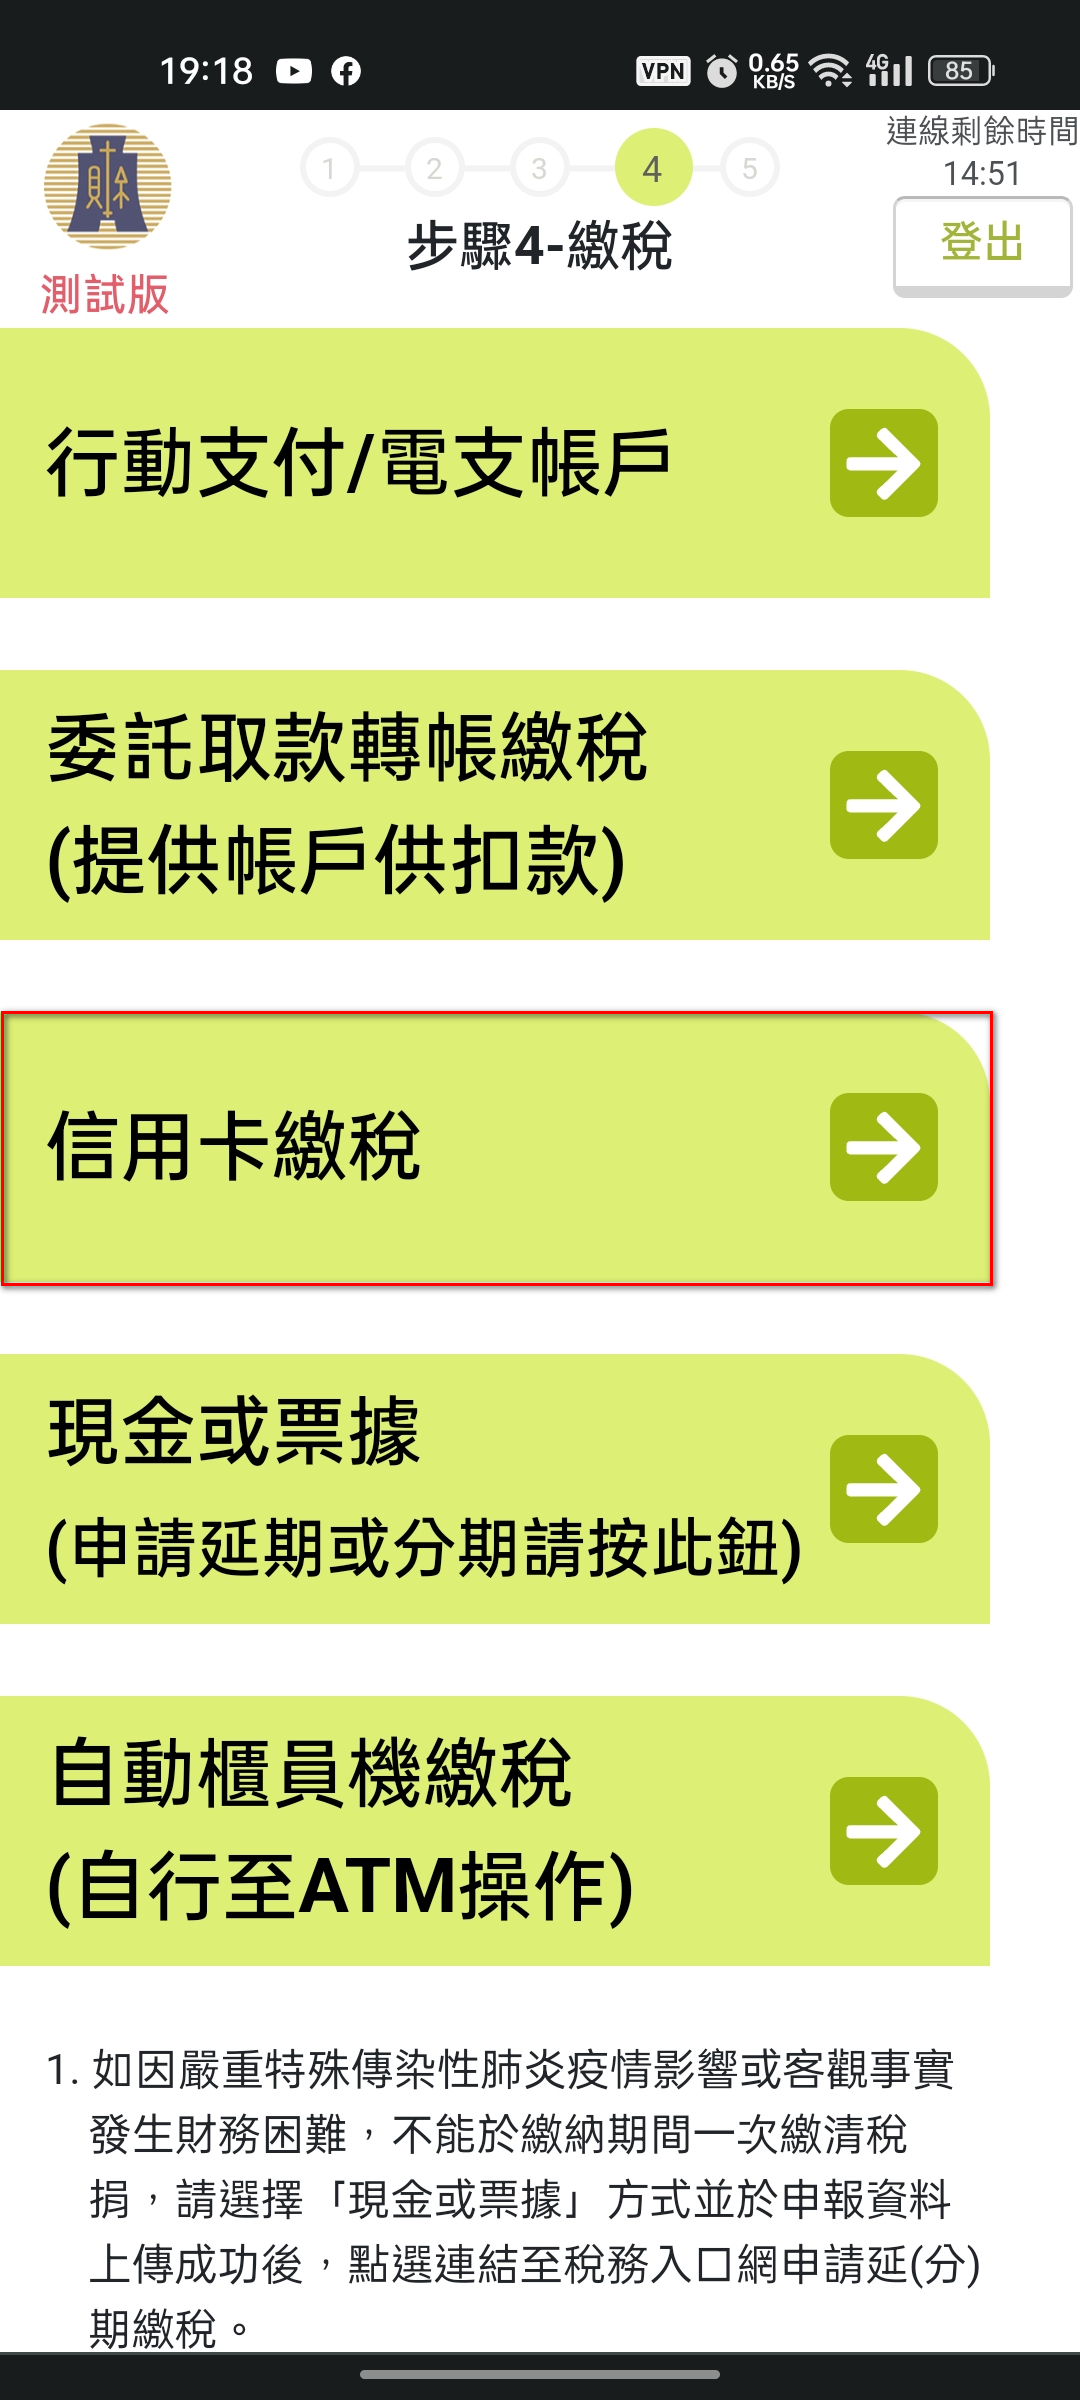 19:18
VPN
0.65
KB/S
4G
85
連線剩餘時間
14:51
登出
1
2
3
4
5
步驟4-繳稅
測試版
行動支付/電支帳戶
委託取款轉帳繳稅
(提供帳戶供扣款)
信用卡繳稅
現金或票據
(申請延期或分期請按此鈕)
自動櫃員機繳稅
(自行至ATM操作)
1. 如因嚴重特殊傳染性肺炎疫情影響或客觀事實
發生財務困難，不能於繳納期間一次繳清稅
捐，請選擇「現金或票據」方式並於申報資料
上傳成功後，點選連結至稅務入口網申請延(分)
期繳稅。